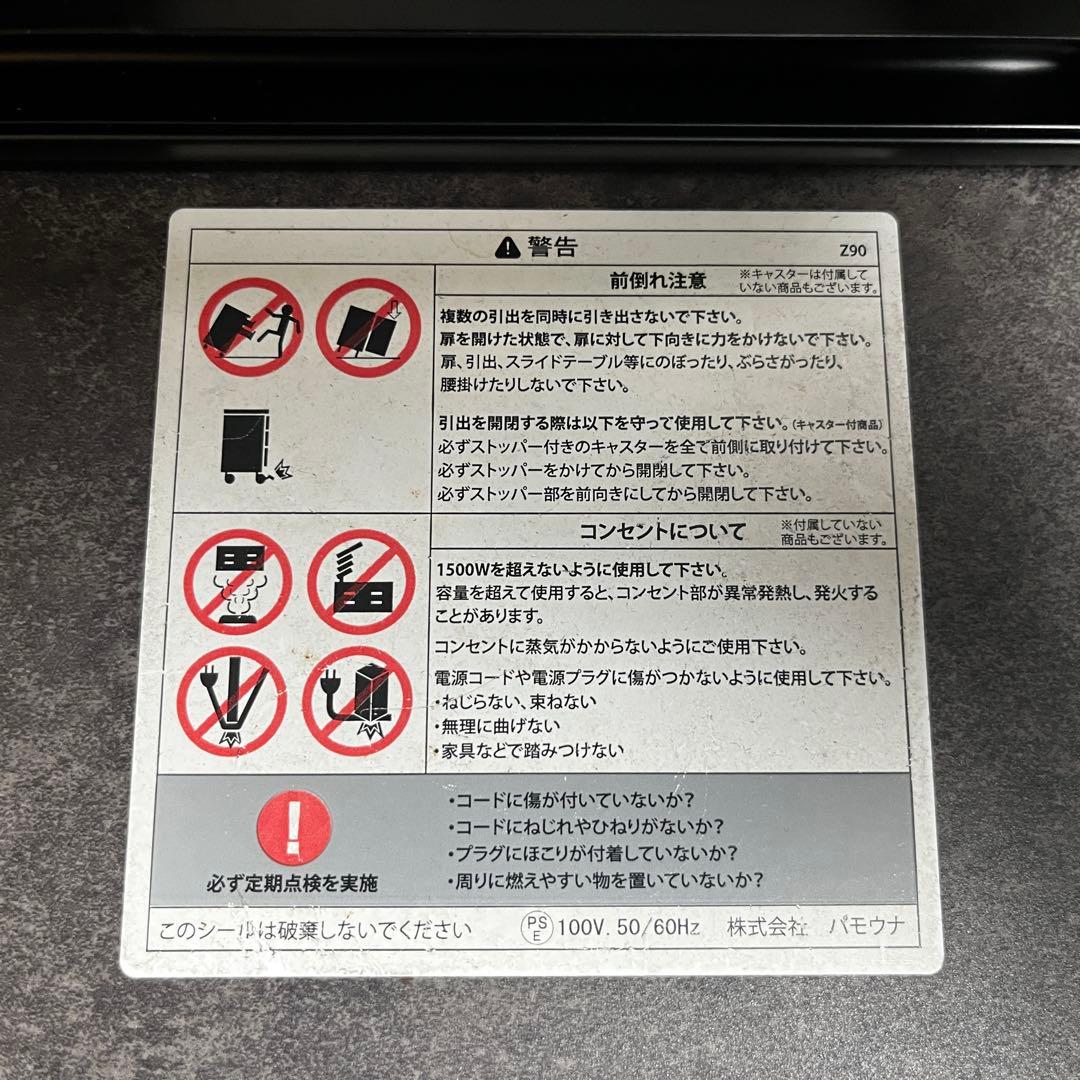 警告
Z90
前倒れ注意
※キャスターは付属して
いない商品もございます。
複数の引出を同時に引き出さないで下さい。
扉を開けた状態で、扉に対して下向きに力をかけないで下さい。
扉、引出、スライドテーブル等にのぼったり、ぶらさがったり、
腰掛けたりしないで下さい。
引出を開閉する際は以下を守って使用して下さい。(キャスター付商品)
必ずストッパー付きのキャスターを全て前側に取り付けて下さい。
必ずストッパーをかけてから開閉して下さい。
必ずストッパー部を前向きにしてから開閉して下さい。
コンセントについて
※付属していない
商品もございます。
1500Wを超えないように使用して下さい。
容量を超えて使用すると、コンセント部が異常発熱し、発火する
ことがあります。
コンセントに蒸気がかからないようにご使用下さい。
電源コードや電源プラグに傷がつかないように使用して下さい。
・ねじらない、束ねない
・無理に曲げない
・家具などで踏みつけない
必ず定期点検を実施
・コードに傷が付いていないか?
・コードにねじれやひねりがないか?
・プラグにほこりが付着していないか?
・周りに燃えやすい物を置いていないか?
このシールは破棄しないでください
PS
E
100V. 50/60Hz
株式会社 パモウナ